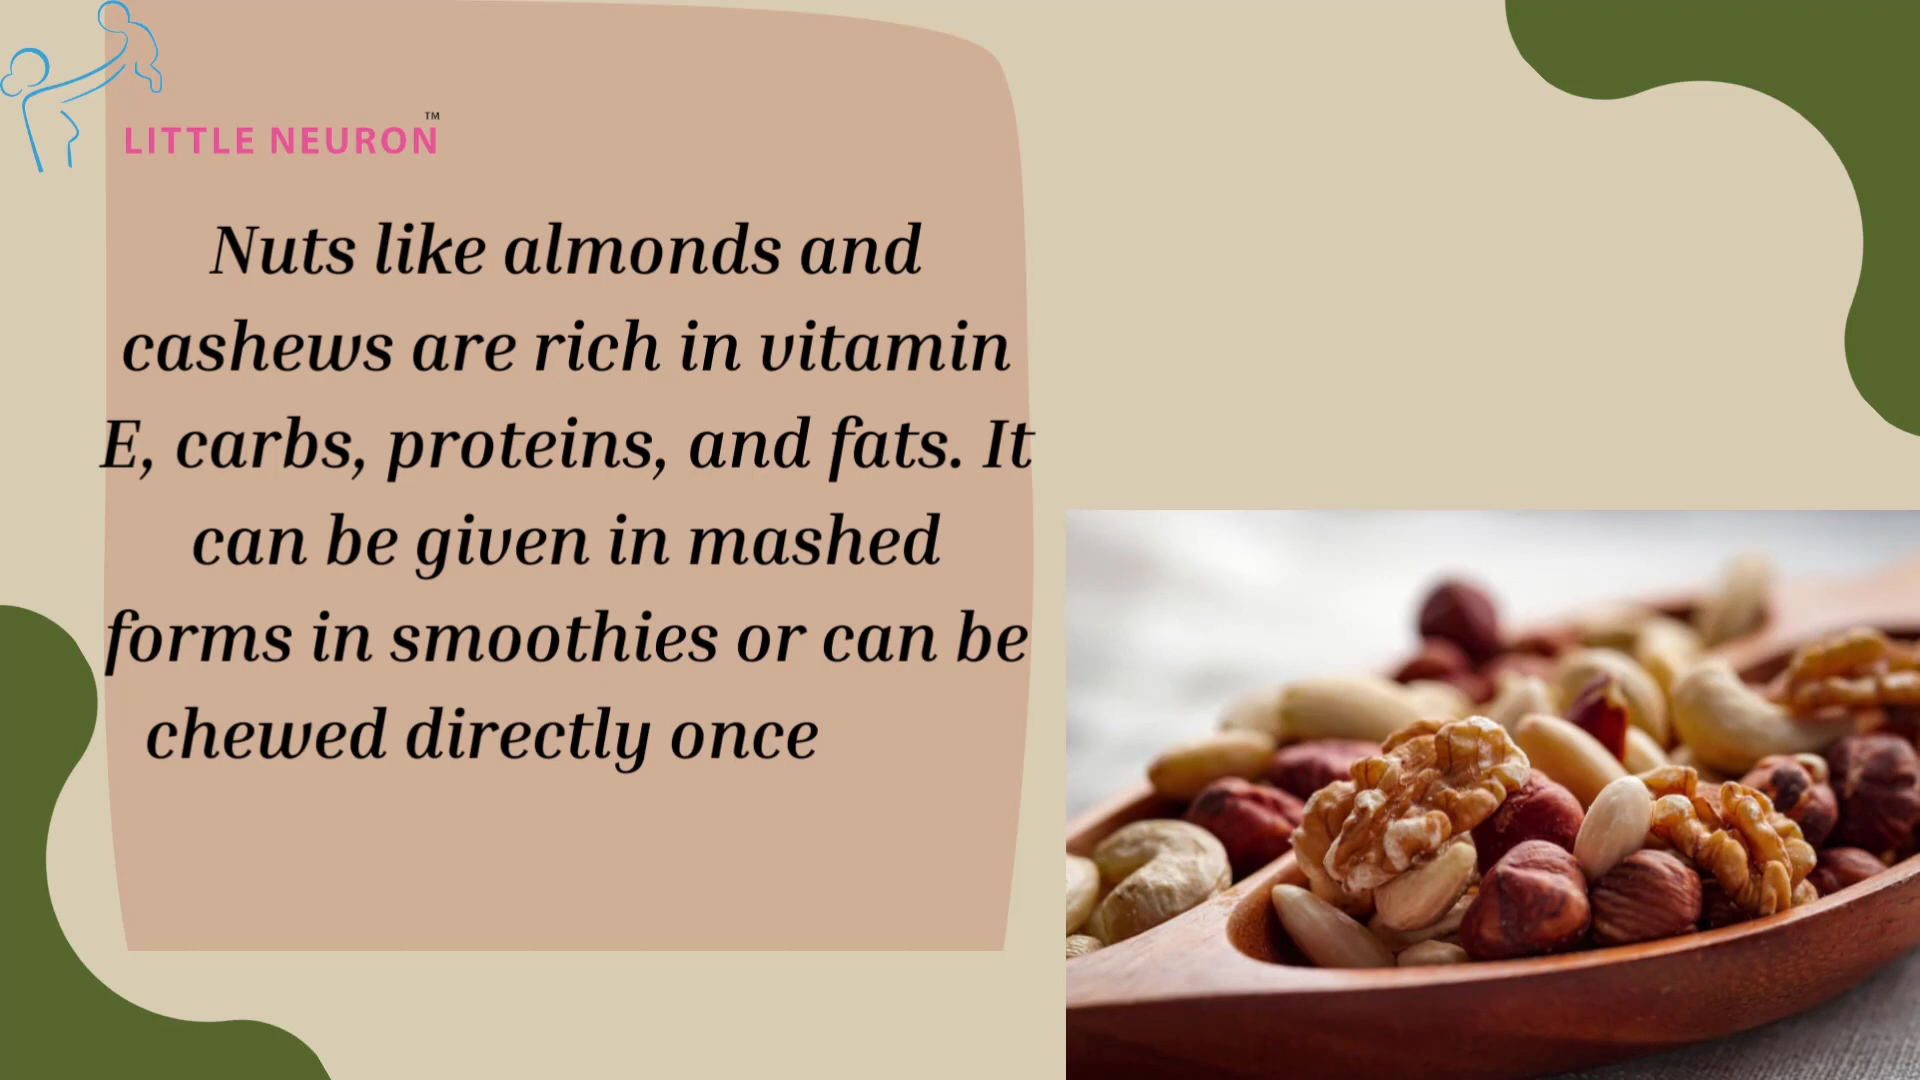 LITTLE NEURON™
Nuts like almonds and
cashews are rich in vitamin
E, carbs, proteins, and fats. It
can be given in mashed
forms in smoothies or can be
chewed directly once